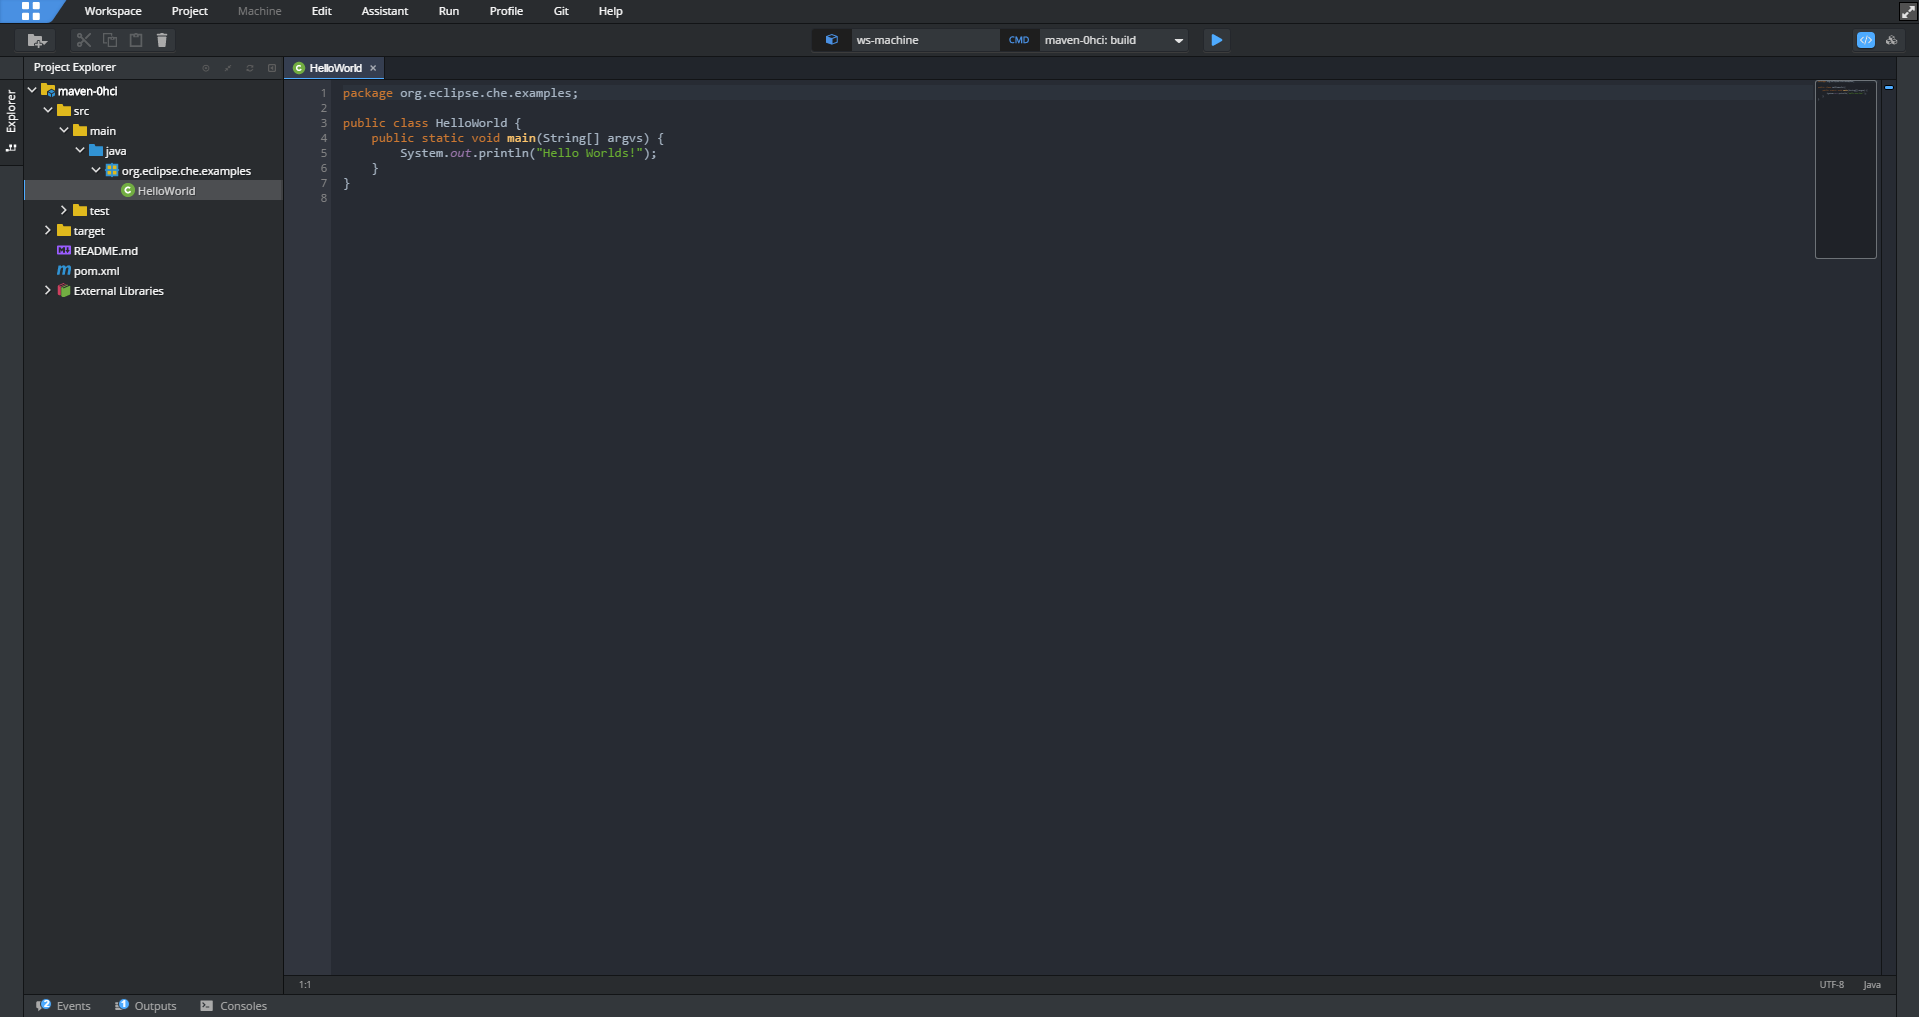 Workspace Project Machine Edit Assistant Run Profile Git Help
ws-machine CMD maven-0hci: build
Explorer
Project Explorer
maven-0hci
src
main
java
org.eclipse.che.examples
HelloWorld
test
target
README.md
pom.xml
External Libraries
HelloWorld
1 package org.eclipse.che.examples;
2
3 public class HelloWorld {
4     public static void main(String[] argvs) {
5         System.out.println("Hello Worlds!");
6     }
7 }
8
1:1 UTF-8 Java
2 Events 1 Outputs Consoles